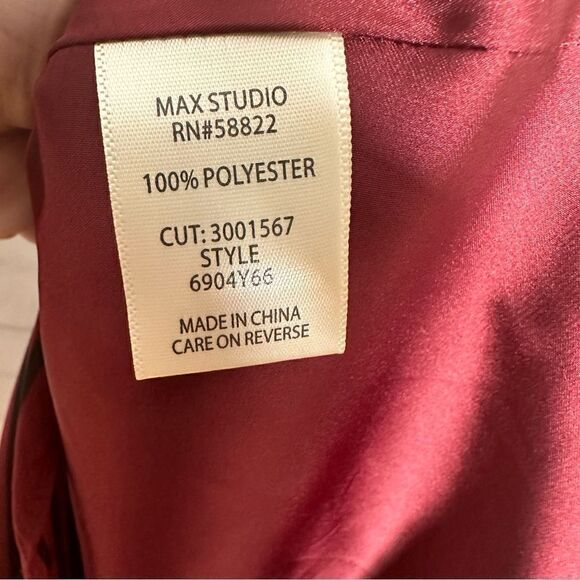 MAX STUDIO
RN#58822
100% POLYESTER
CUT: 3001567
STYLE
6904Y66
MADE IN CHINA
CARE ON REVERSE